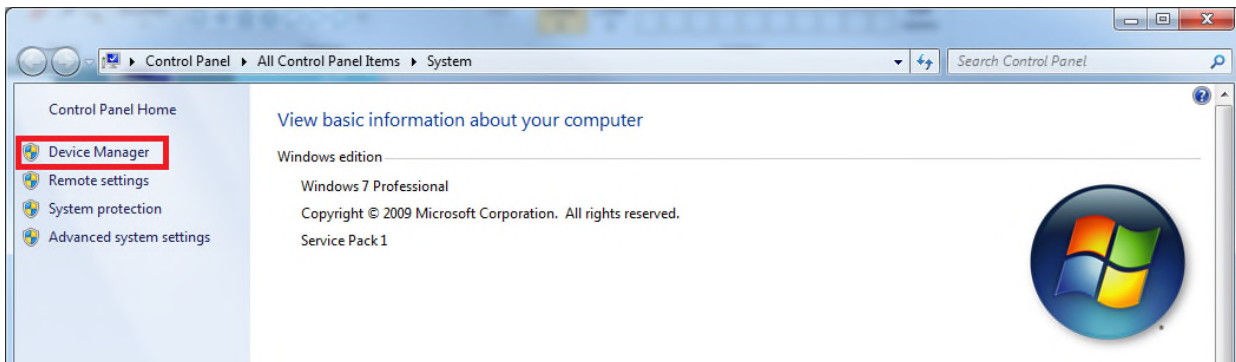 Control Panel ▸ All Control Panel Items ▸ System
Search Control Panel
Control Panel Home
Device Manager
Remote settings
System protection
Advanced system settings
View basic information about your computer
Windows edition
Windows 7 Professional
Copyright © 2009 Microsoft Corporation. All rights reserved.
Service Pack 1